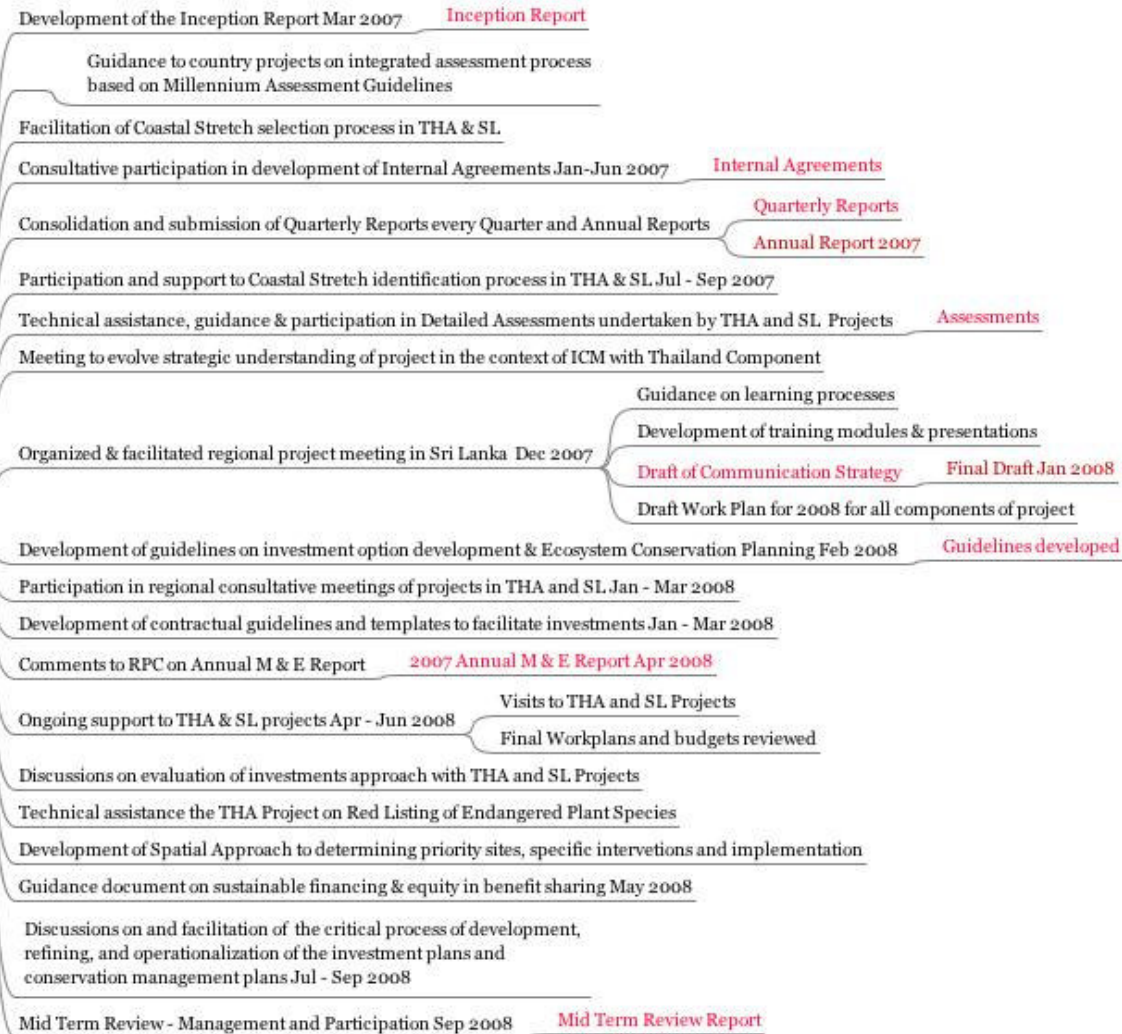 Development of the Inception Report Mar 2007
Inception Report
Guidance to country projects on integrated assessment process
based on Millennium Assessment Guidelines
Facilitation of Coastal Stretch selection process in THA & SL
Consultative participation in development of Internal Agreements Jan-Jun 2007
Internal Agreements
Consolidation and submission of Quarterly Reports every Quarter and Annual Reports
Quarterly Reports
Annual Report 2007
Participation and support to Coastal Stretch identification process in THA & SL Jul - Sep 2007
Technical assistance, guidance & participation in Detailed Assessments undertaken by THA and SL Projects
Assessments
Meeting to evolve strategic understanding of project in the context of ICM with Thailand Component
Organized & facilitated regional project meeting in Sri Lanka Dec 2007
Guidance on learning processes
Development of training modules & presentations
Draft of Communication Strategy
Final Draft Jan 2008
Draft Work Plan for 2008 for all components of project
Development of guidelines on investment option development & Ecosystem Conservation Planning Feb 2008
Guidelines developed
Participation in regional consultative meetings of projects in THA and SL Jan - Mar 2008
Development of contractual guidelines and templates to facilitate investments Jan - Mar 2008
Comments to RPC on Annual M & E Report
2007 Annual M & E Report Apr 2008
Ongoing support to THA & SL projects Apr - Jun 2008
Visits to THA and SL Projects
Final Workplans and budgets reviewed
Discussions on evaluation of investments approach with THA and SL Projects
Technical assistance the THA Project on Red Listing of Endangered Plant Species
Development of Spatial Approach to determining priority sites, specific intervetions and implementation
Guidance document on sustainable financing & equity in benefit sharing May 2008
Discussions on and facilitation of the critical process of development,
refining, and operationalization of the investment plans and
conservation management plans Jul - Sep 2008
Mid Term Review - Management and Participation Sep 2008
Mid Term Review Report